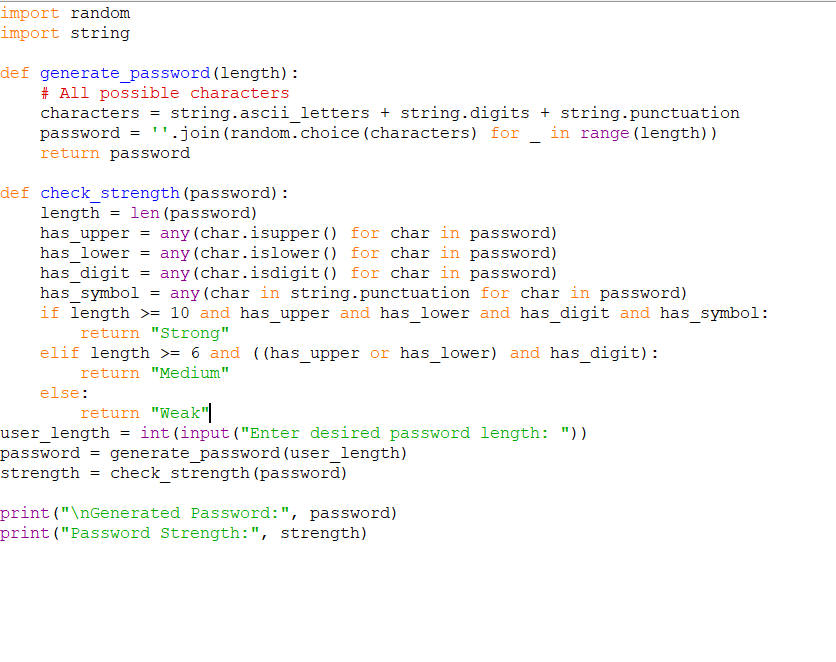 import random
import string
def generate_password(length):
# All possible characters
characters = string.ascii_letters + string.digits + string.punctuation
password = ''.join(random.choice(characters) for _ in range(length))
return password
def check_strength(password):
length = len(password)
has_upper = any(char.isupper() for char in password)
has_lower = any(char.islower() for char in password)
has_digit = any(char.isdigit() for char in password)
has_symbol = any(char in string.punctuation for char in password)
if length >= 10 and has_upper and has_lower and has_digit and has_symbol:
return "Strong"
elif length >= 6 and ((has_upper or has_lower) and has_digit):
return "Medium"
else:
return "Weak"
user_length = int(input("Enter desired password length: "))
password = generate_password(user_length)
strength = check_strength(password)
print("\nGenerated Password:", password)
print("Password Strength:", strength)